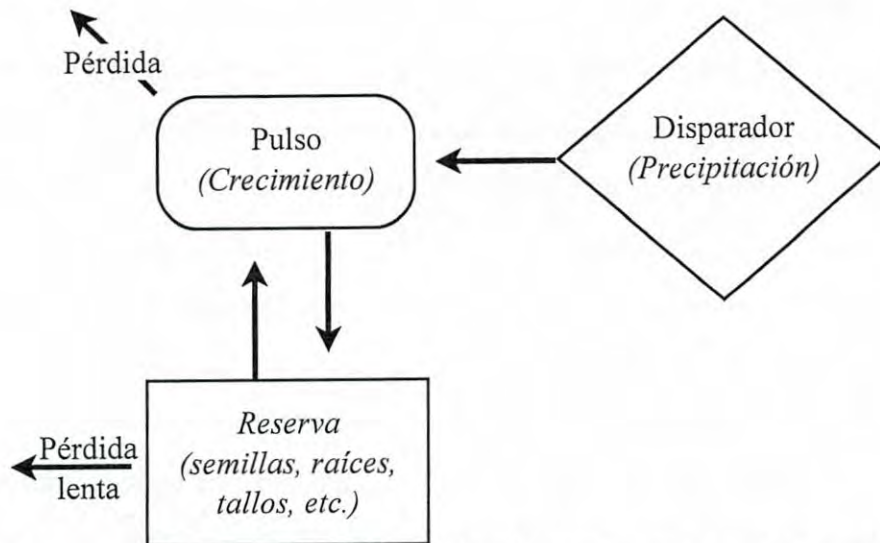 Pérdida
Pulso
(Crecimiento)
Disparador
(Precipitación)
Reserva
(semillas, raíces,
tallos, etc.)
Pérdida
lenta